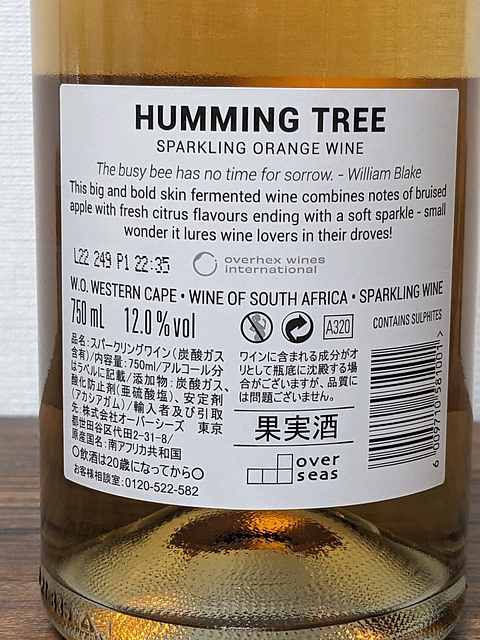 HUMMING TREE
SPARKLING ORANGE WINE
The busy bee has no time for sorrow. - William Blake
This big and bold skin fermented wine combines notes of bruised
apple with fresh citrus flavours ending with a soft sparkle - small
wonder it lures wine lovers in their droves!
L22 249 P1 22:35
overhex wines
international
W.O. WESTERN CAPE • WINE OF SOUTH AFRICA • SPARKLING WINE
750 mL 12.0 % vol
A320
CONTAINS SULPHITES
品名:スパークリングワイン(炭酸ガス
含有)/内容量:750ml/アルコール分
はラベルに記載/添加物:炭酸ガス、
酸化防止剤(亜硫酸塩)、安定剤
(アカシアガム)/輸入者及び引取
先:株式会社オーバーシーズ 東京
都世田谷区代田2-31-8/
原産国名:南アフリカ共和国
〇飲酒は20歳になってから〇
お客様相談室:0120-522-582
ワインに含まれる成分がオ
リとして瓶底に沈殿する場
合がございますが、品質に
は問題ございません。
果実酒
over
seas
6 009710 581001 >